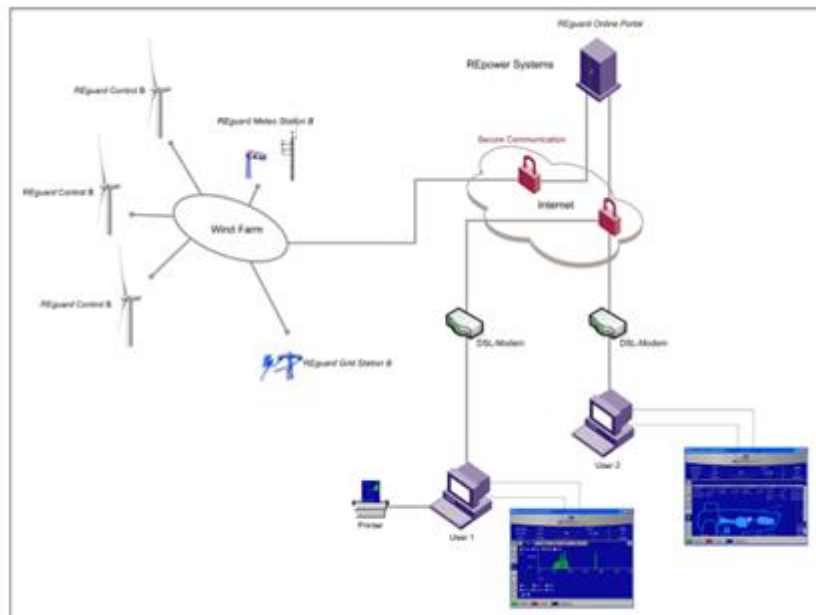 REguard Online Portal
REpower Systems
REguard Control B
REguard Meteo Station B
Secure Communication
REguard Control B
Internet
Wind Farm
REguard Control B
DSL-Modem
DSL-Modem
REguard Grid Station B
User 2
Printer
User 1